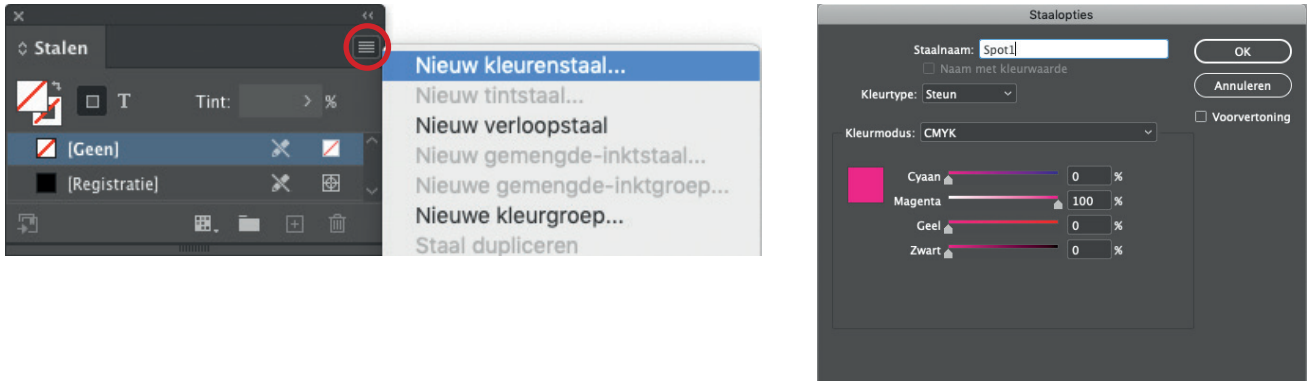 Stalen
Tint: %
[Geen]
[Registratie]
Nieuw kleurenstaal...
Nieuw tintstaal...
Nieuw verloopstaal
Nieuw gemengde-inktstaal...
Nieuwe gemengde-inktgroep...
Nieuwe kleurgroep...
Staal dupliceren
Staalopties
Staalnaam: Spot1
Naam met kleurwaarde
Kleurtype: Steun
Kleurmodus: CMYK
Cyaan 0 %
Magenta 100 %
Geel 0 %
Zwart 0 %
OK
Annuleren
Voorvertoning